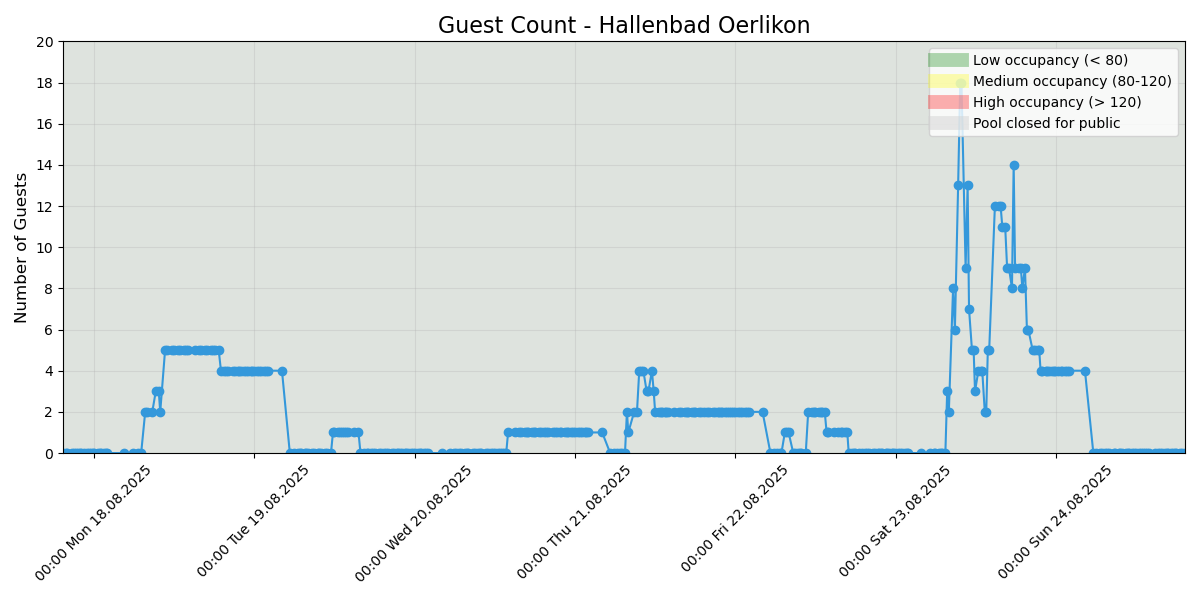 Guest Count - Hallenbad Oerlikon
Number of Guests
20
18
16
14
12
10
8
6
4
2
0
Low occupancy (< 80)
Medium occupancy (80-120)
High occupancy (> 120)
Pool closed for public
00:00 Mon 18.08.2025
00:00 Tue 19.08.2025
00:00 Wed 20.08.2025
00:00 Thu 21.08.2025
00:00 Fri 22.08.2025
00:00 Sat 23.08.2025
00:00 Sun 24.08.2025